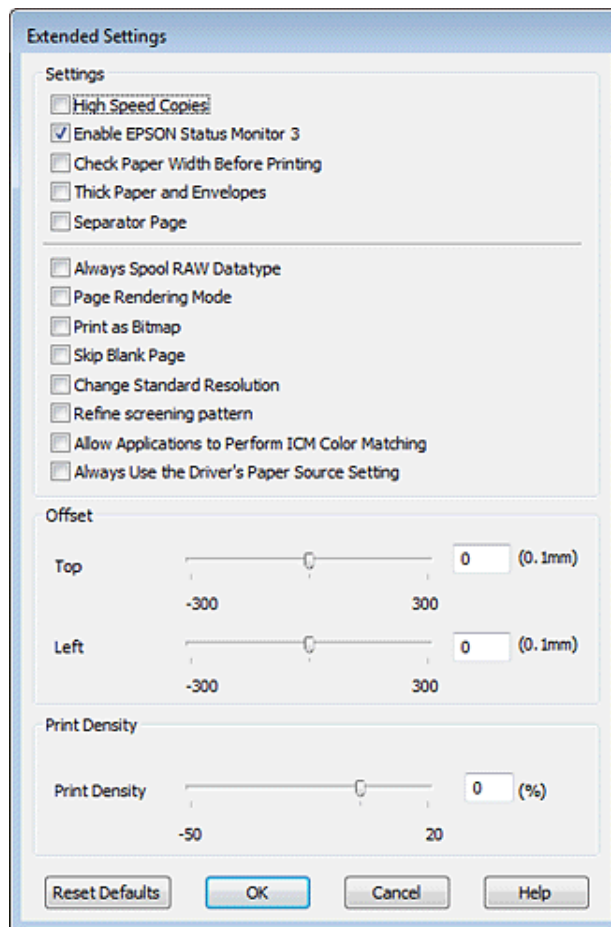 Extended Settings
Settings
High Speed Copies
Enable EPSON Status Monitor 3
Check Paper Width Before Printing
Thick Paper and Envelopes
Separator Page
Always Spool RAW Datatype
Page Rendering Mode
Print as Bitmap
Skip Blank Page
Change Standard Resolution
Refine screening pattern
Allow Applications to Perform ICM Color Matching
Always Use the Driver's Paper Source Setting
Offset
Top 0 (0.1mm)
-300 300
Left 0 (0.1mm)
-300 300
Print Density
Print Density 0 (%)
-50 20
Reset Defaults OK Cancel Help